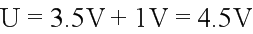 U = 3.5V + 1V = 4.5V